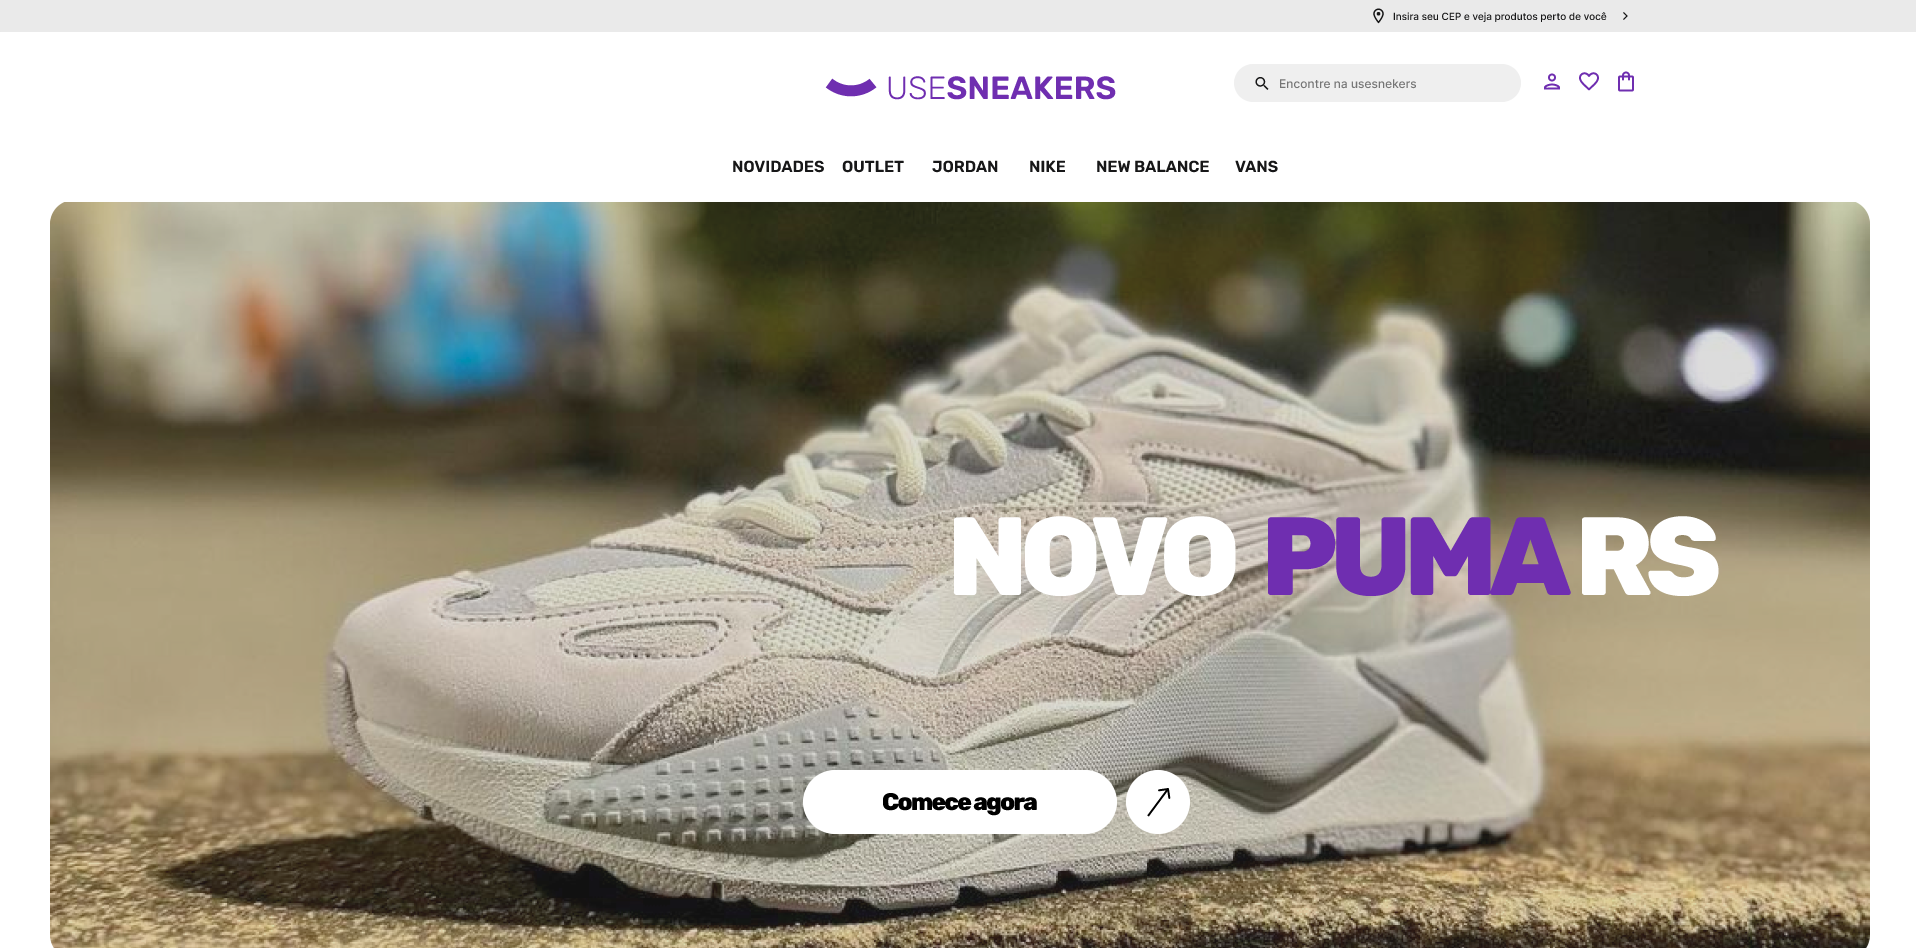 Insira seu CEP e veja produtos perto de você
USESNEAKERS
Encontre na usesnekers
NOVIDADES OUTLET JORDAN NIKE NEW BALANCE VANS
NOVO PUMA RS
Comece agora